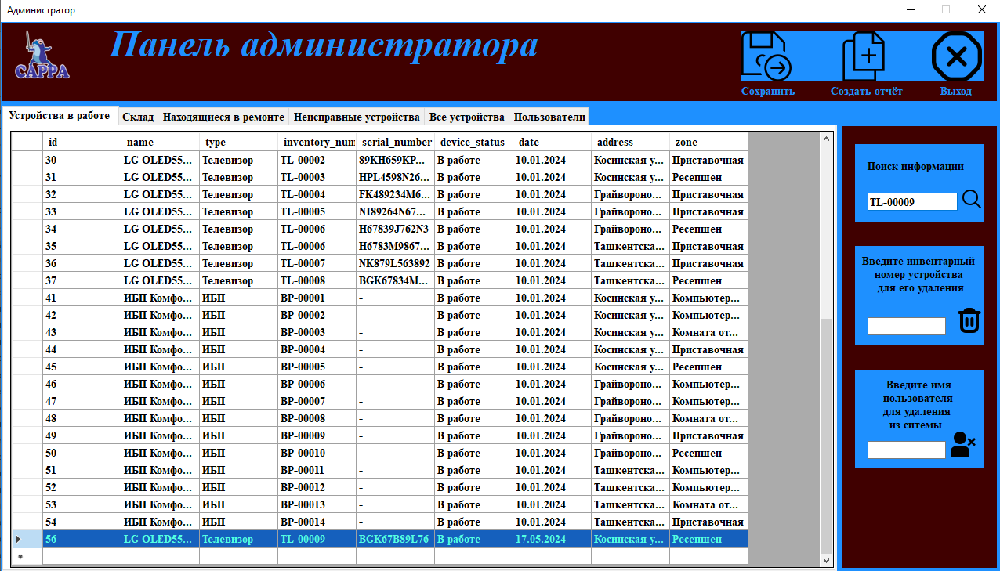 Администратор
Панель администратора
CAPPA
Сохранить Создать отчёт Выход
Устройства в работе Склад Находящиеся в ремонте Неисправные устройства Все устройства Пользователи
id name type inventory_num serial_number device_status date address zone
30 LG OLED55... Телевизор TL-00002 89KH659KP... В работе 10.01.2024 Косинская у... Приставочная
31 LG OLED55... Телевизор TL-00003 HPL4598N26... В работе 10.01.2024 Косинская у... Ресепшен
32 LG OLED55... Телевизор TL-00004 FK489234M6... В работе 10.01.2024 Грайвороно... Приставочная
33 LG OLED55... Телевизор TL-00005 NI89264N67... В работе 10.01.2024 Грайвороно... Приставочная
34 LG OLED55... Телевизор TL-00006 H67839J762N3 В работе 10.01.2024 Грайвороно... Ресепшен
35 LG OLED55... Телевизор TL-00006 H6783M9867... В работе 10.01.2024 Ташкентска... Приставочная
36 LG OLED55... Телевизор TL-00007 NK879L563892 В работе 10.01.2024 Ташкентска... Приставочная
37 LG OLED55... Телевизор TL-00008 BGK67834M... В работе 10.01.2024 Ташкентска... Ресепшен
41 ИБП Комфо... ИБП BP-00001 - В работе 10.01.2024 Косинская у... Компьютер...
42 ИБП Комфо... ИБП BP-00002 - В работе 10.01.2024 Косинская у... Компьютер...
43 ИБП Комфо... ИБП BP-00003 - В работе 10.01.2024 Косинская у... Комната от...
44 ИБП Комфо... ИБП BP-00004 - В работе 10.01.2024 Косинская у... Приставочная
45 ИБП Комфо... ИБП BP-00005 - В работе 10.01.2024 Косинская у... Ресепшен
46 ИБП Комфо... ИБП BP-00006 - В работе 10.01.2024 Грайвороно... Компьютер...
47 ИБП Комфо... ИБП BP-00007 - В работе 10.01.2024 Грайвороно... Компьютер...
48 ИБП Комфо... ИБП BP-00008 - В работе 10.01.2024 Грайвороно... Комната от...
49 ИБП Комфо... ИБП BP-00009 - В работе 10.01.2024 Грайвороно... Приставочная
50 ИБП Комфо... ИБП BP-00010 - В работе 10.01.2024 Грайвороно... Ресепшен
51 ИБП Комфо... ИБП BP-00011 - В работе 10.01.2024 Ташкентска... Компьютер...
52 ИБП Комфо... ИБП BP-00012 - В работе 10.01.2024 Ташкентска... Компьютер...
53 ИБП Комфо... ИБП BP-00013 - В работе 10.01.2024 Ташкентска... Комната от...
54 ИБП Комфо... ИБП BP-00014 - В работе 10.01.2024 Ташкентска... Приставочная
56 LG OLED55... Телевизор TL-00009 BGK67B89L76 В работе 17.05.2024 Косинская у... Ресепшен
Поиск информации
TL-00009
Введите инвентарный
номер устройства
для его удаления
Введите имя
пользователя
для удаления
из ситемы